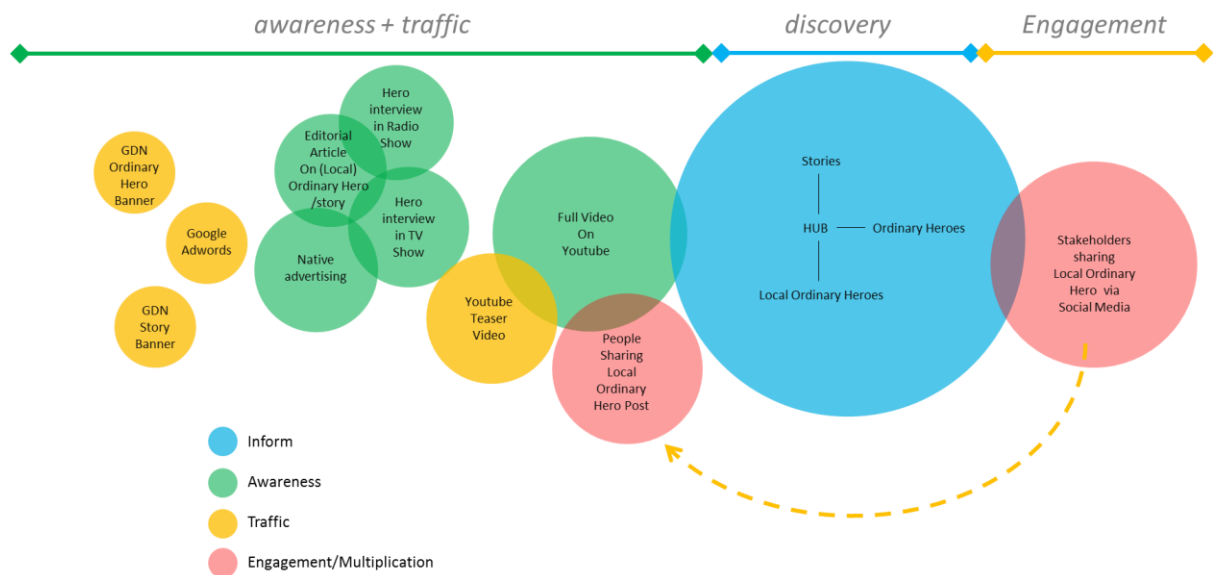 awareness + traffic
discovery
Engagement
GDN
Ordinary
Hero
Banner
Google
Adwords
GDN
Story
Banner
Editorial
Article
On (Local)
Ordinary Hero
/story
Hero
interview
in Radio
Show
Hero
interview
in TV
Show
Native
advertising
Youtube
Teaser
Video
Full Video
On
Youtube
People
Sharing
Local
Ordinary
Hero Post
Stories
HUB
Ordinary Heroes
Local Ordinary Heroes
Stakeholders
sharing
Local Ordinary
Hero via
Social Media
Inform
Awareness
Traffic
Engagement/Multiplication